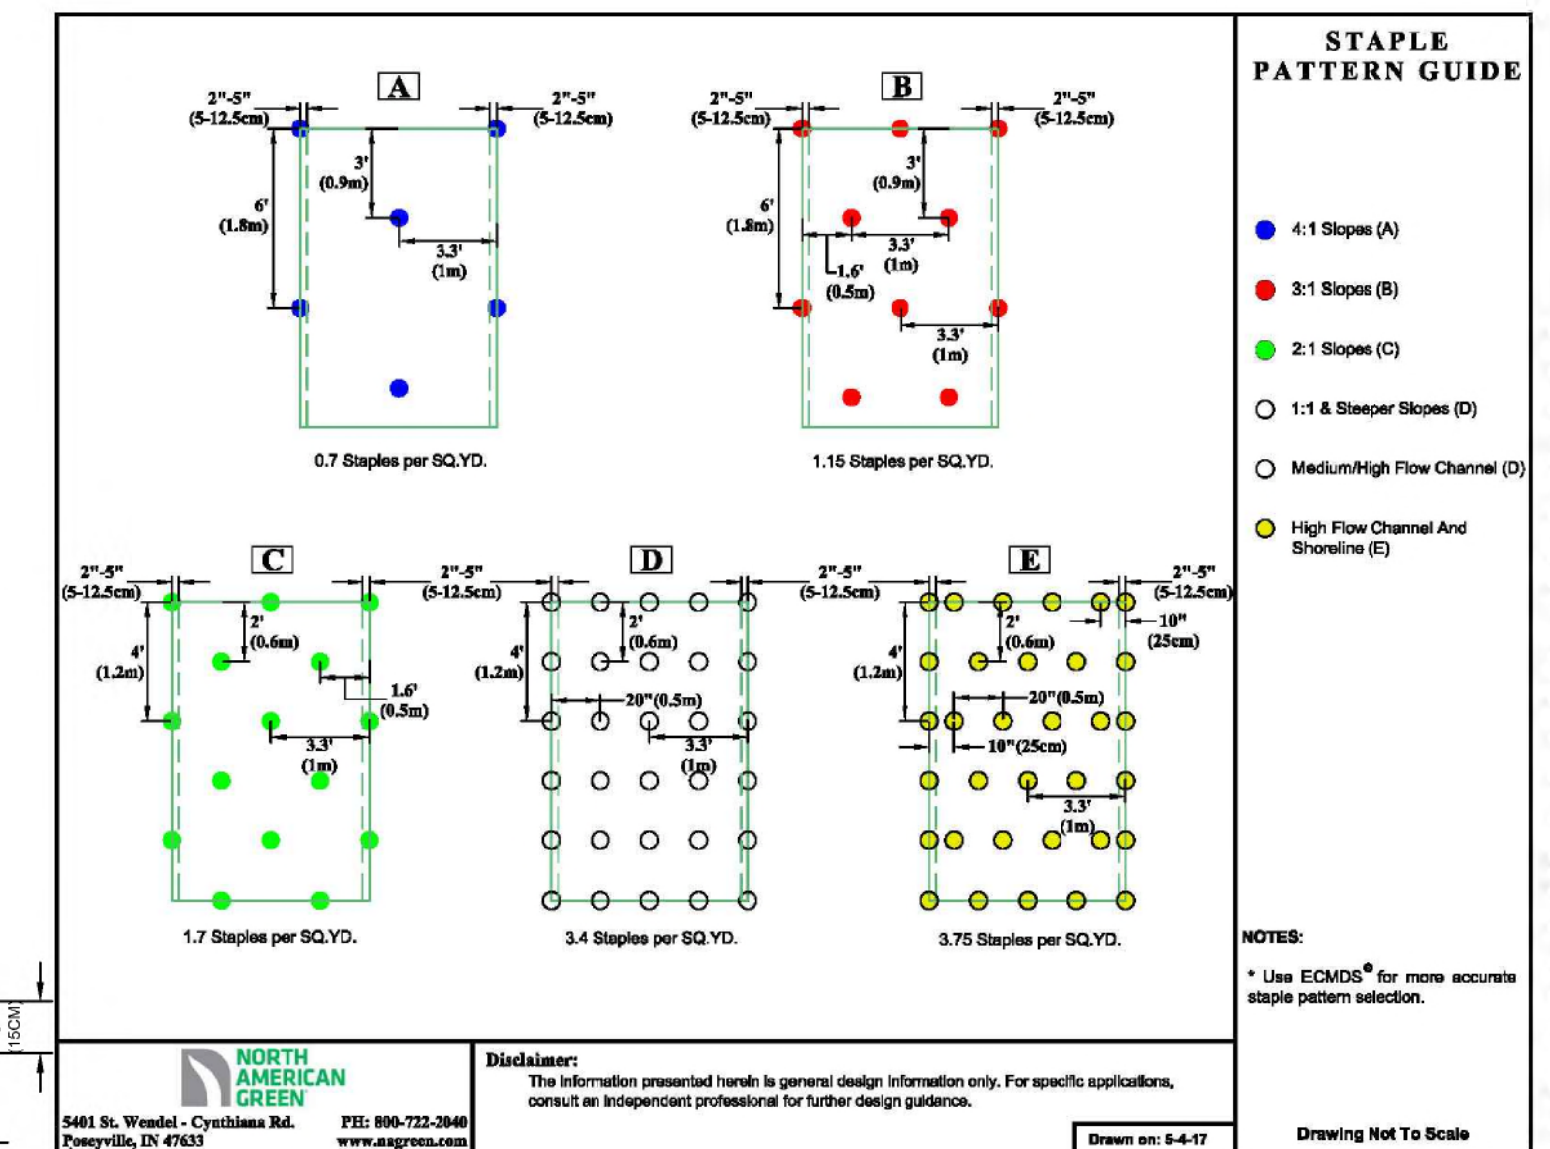 STAPLE
PATTERN GUIDE
A
2"-5"
(5-12.5cm)
2"-5"
(5-12.5cm)
3'
(0.9m)
6'
(1.8m)
3.3'
(1m)
0.7 Staples per SQ.YD.
B
2"-5"
(5-12.5cm)
2"-5"
(5-12.5cm)
3'
(0.9m)
6'
(1.8m)
3.3'
(1m)
1.6'
(0.5m)
3.3'
(1m)
1.15 Staples per SQ.YD.
4:1 Slopes (A)
3:1 Slopes (B)
2:1 Slopes (C)
1:1 & Steeper Slopes (D)
Medium/High Flow Channel (D)
High Flow Channel And
Shoreline (E)
C
2"-5"
(5-12.5cm)
2"-5"
(5-12.5cm)
2'
(0.6m)
4'
(1.2m)
1.6'
(0.5m)
3.3'
(1m)
1.7 Staples per SQ.YD.
D
2'
(0.6m)
4'
(1.2m)
20"(0.5m)
3.3'
(1m)
3.4 Staples per SQ.YD.
E
2"-5"
(5-12.5cm)
2"-5"
(5-12.5cm)
10"
(25cm)
2'
(0.6m)
4'
(1.2m)
20"(0.5m)
10"(25cm)
3.3'
(1m)
3.75 Staples per SQ.YD.
NOTES:
* Use ECMDS® for more accurate
staple pattern selection.
(15CM)
NORTH
AMERICAN
GREEN
5401 St. Wendel - Cynthiana Rd.
Poseyville, IN 47633
PH: 800-722-2040
www.nagreen.com
Disclaimer:
The information presented herein is general design information only. For specific applications,
consult an independent professional for further design guidance.
Drawn on: 5-4-17
Drawing Not To Scale